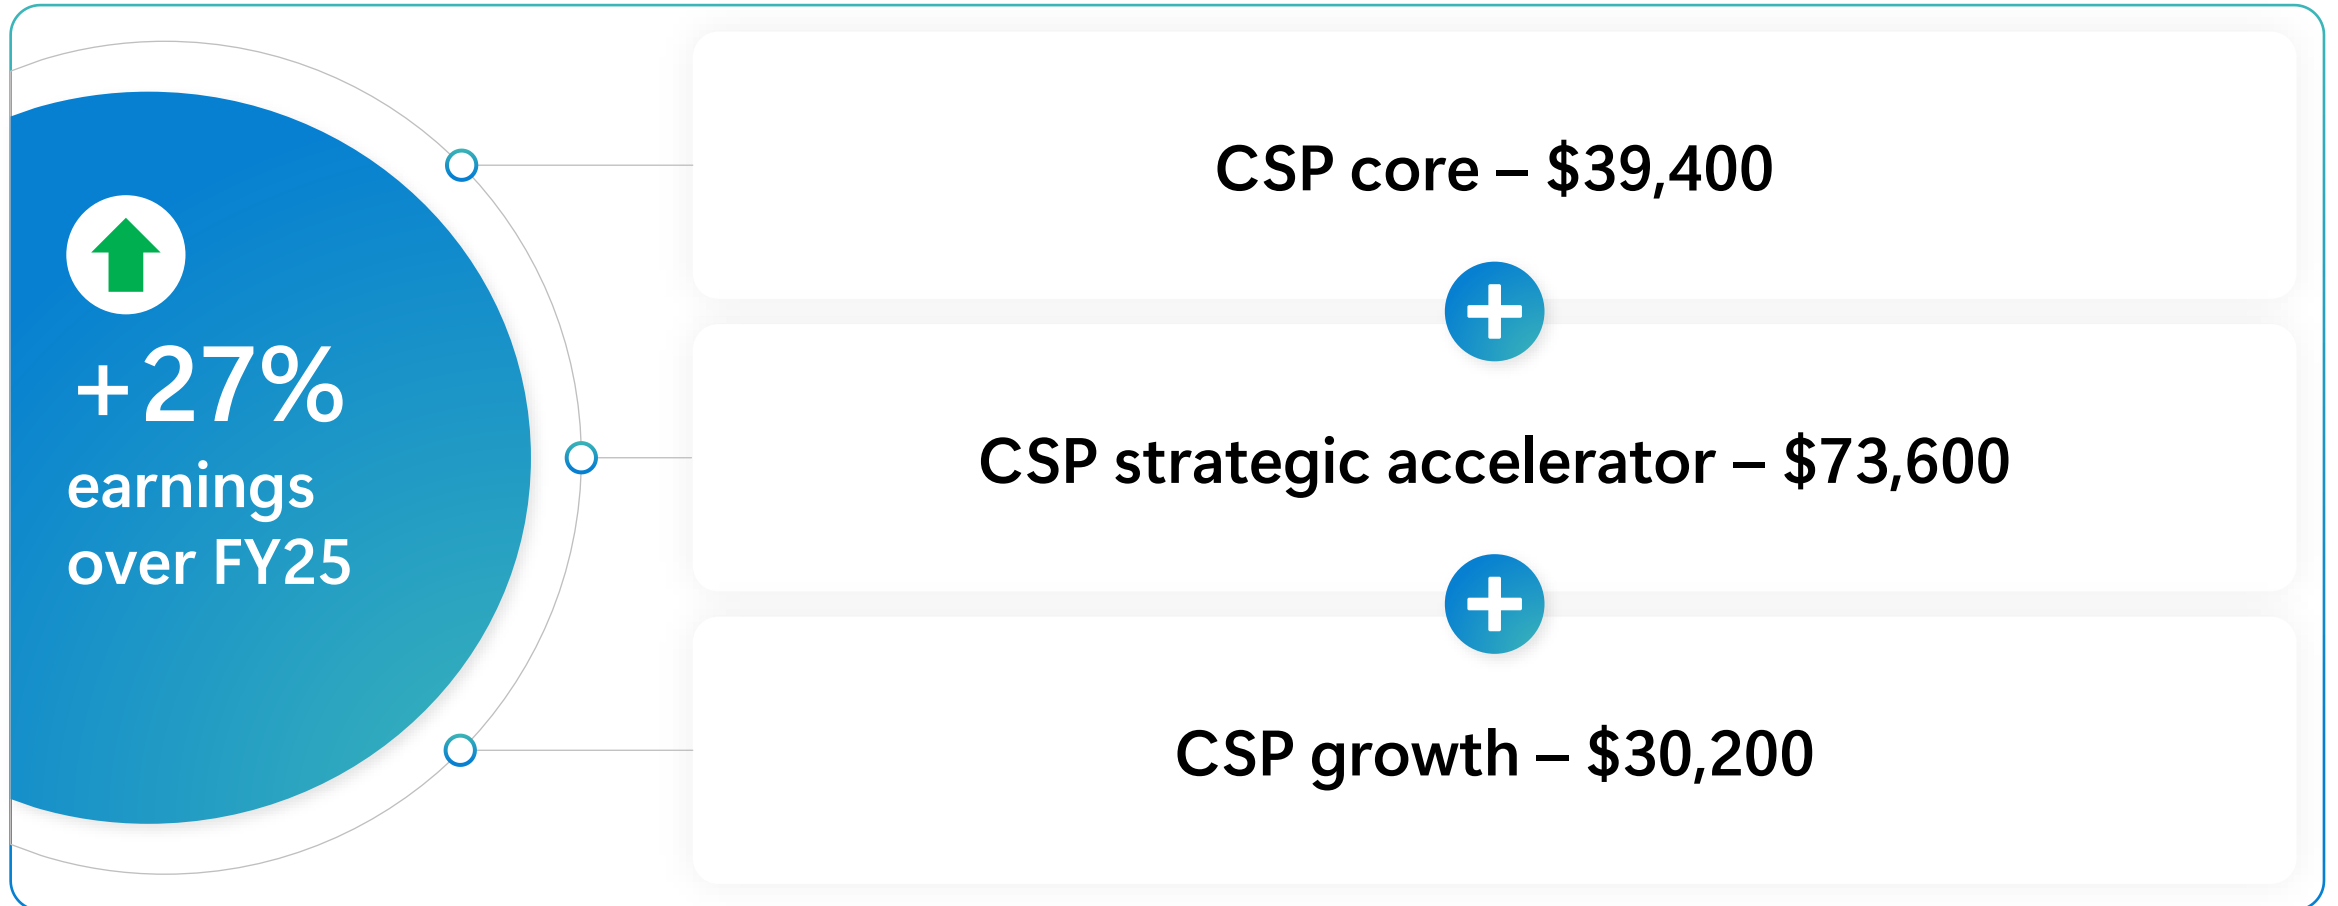 +27%
earnings
over FY25
CSP core – $39,400
CSP strategic accelerator – $73,600
CSP growth – $30,200